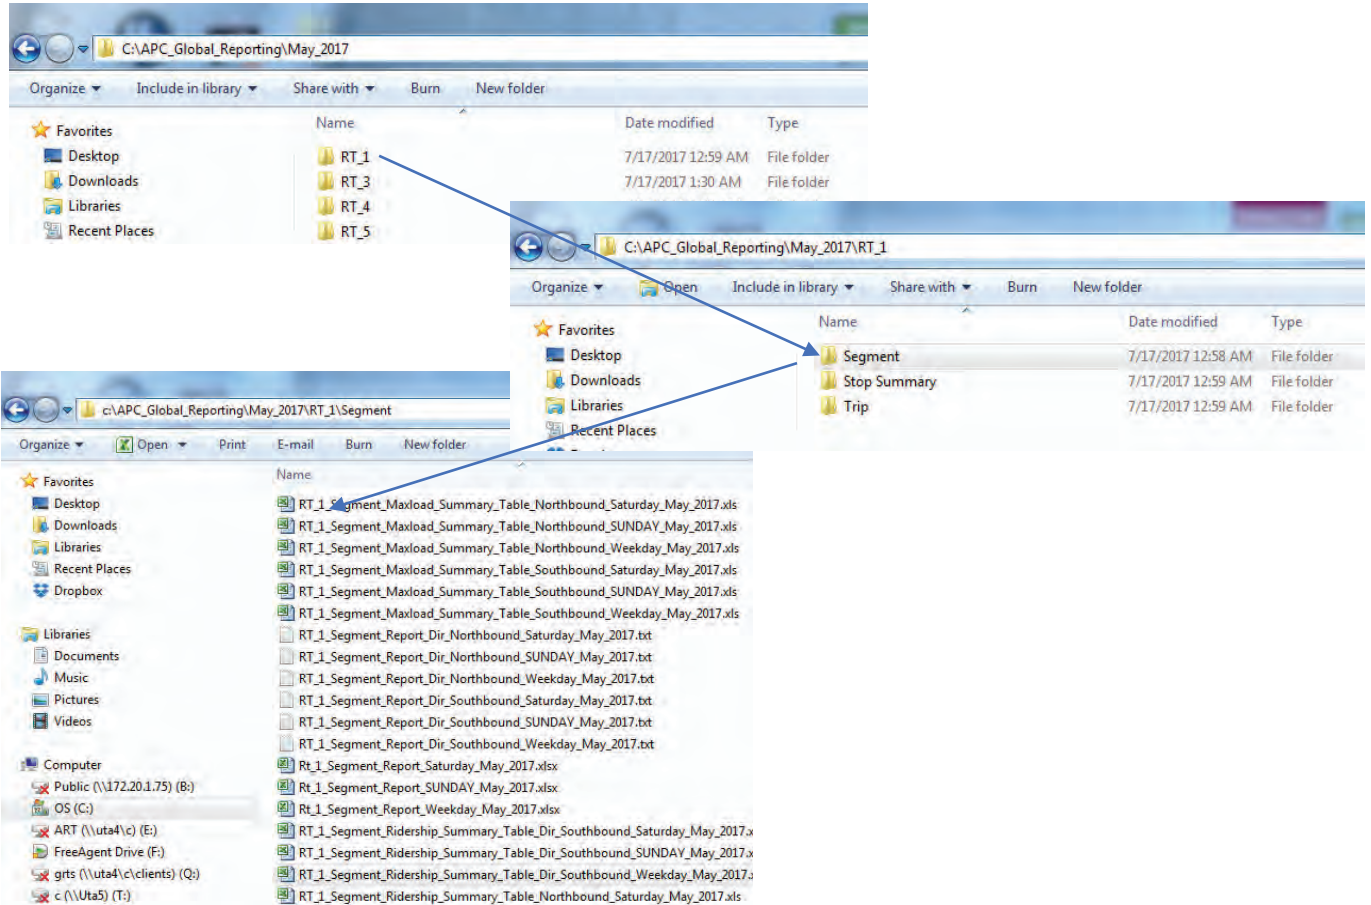 C:\APC_Global_Reporting\May_2017
Organize Include in library Share with Burn New folder
Favorites
Desktop
Downloads
Libraries
Recent Places
Name Date modified Type
RT_1 7/17/2017 12:59 AM File folder
RT_3 7/17/2017 1:30 AM File folder
RT_4
RT_5
C:\APC_Global_Reporting\May_2017\RT_1
Organize Open Include in library Share with Burn New folder
Favorites
Desktop
Downloads
Libraries
Recent Places
Name Date modified Type
Segment 7/17/2017 12:58 AM File folder
Stop Summary 7/17/2017 12:59 AM File folder
Trip 7/17/2017 12:59 AM File folder
c:\APC_Global_Reporting\May_2017\RT_1\Segment
Organize Open Print E-mail Burn New folder
Favorites
Desktop
Downloads
Libraries
Recent Places
Dropbox
Libraries
Documents
Music
Pictures
Videos
Computer
Public (\\172.20.1.75) (B:)
OS (C:)
ART (\\uta4\c) (E:)
FreeAgent Drive (F:)
grts (\\uta4\c\clients) (Q:)
c (\\Uta5) (T:)
Name
RT_1_Segment_Maxload_Summary_Table_Northbound_Saturday_May_2017.xls
RT_1_Segment_Maxload_Summary_Table_Northbound_SUNDAY_May_2017.xls
RT_1_Segment_Maxload_Summary_Table_Northbound_Weekday_May_2017.xls
RT_1_Segment_Maxload_Summary_Table_Southbound_Saturday_May_2017.xls
RT_1_Segment_Maxload_Summary_Table_Southbound_SUNDAY_May_2017.xls
RT_1_Segment_Maxload_Summary_Table_Southbound_Weekday_May_2017.xls
RT_1_Segment_Report_Dir_Northbound_Saturday_May_2017.txt
RT_1_Segment_Report_Dir_Northbound_SUNDAY_May_2017.txt
RT_1_Segment_Report_Dir_Northbound_Weekday_May_2017.txt
RT_1_Segment_Report_Dir_Southbound_Saturday_May_2017.txt
RT_1_Segment_Report_Dir_Southbound_SUNDAY_May_2017.txt
RT_1_Segment_Report_Dir_Southbound_Weekday_May_2017.txt
Rt_1_Segment_Report_Saturday_May_2017.xlsx
Rt_1_Segment_Report_SUNDAY_May_2017.xlsx
Rt_1_Segment_Report_Weekday_May_2017.xlsx
RT_1_Segment_Ridership_Summary_Table_Dir_Southbound_Saturday_May_2017.x
RT_1_Segment_Ridership_Summary_Table_Dir_Southbound_SUNDAY_May_2017.x
RT_1_Segment_Ridership_Summary_Table_Dir_Southbound_Weekday_May_2017.
RT_1_Segment_Ridership_Summary_Table_Northbound_Saturday_May_2017.xls